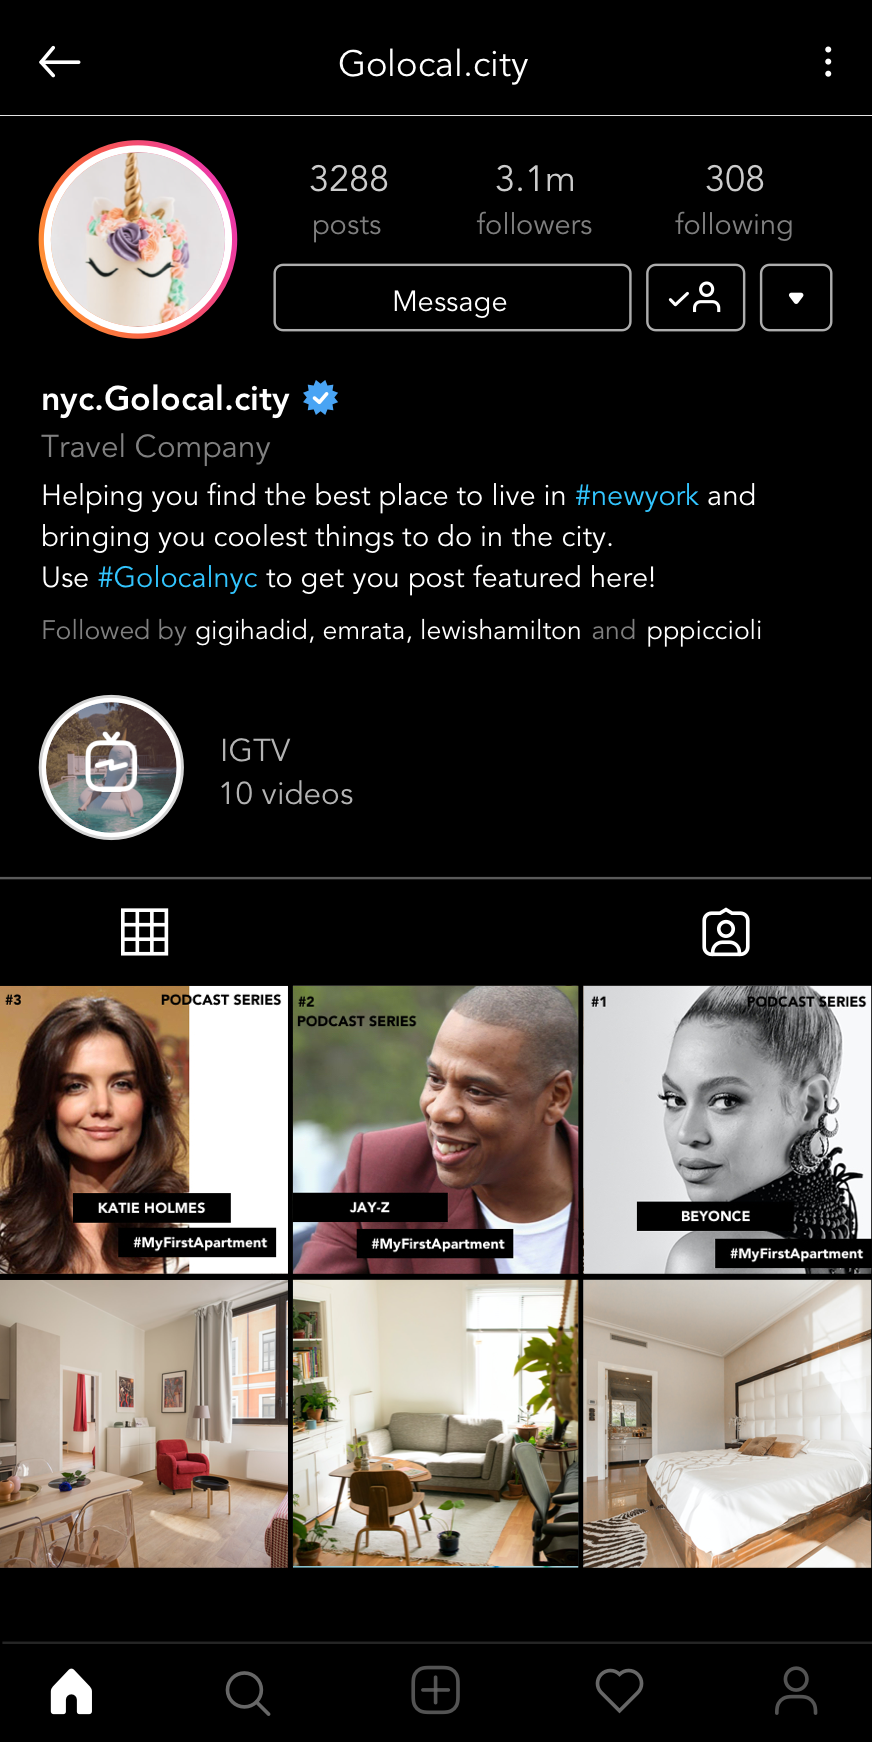 Golocal.city
3288
3.1m
308
posts
followers
following
Message
nyc.Golocal.city
Travel Company
Helping you find the best place to live in #newyork and
bringing you coolest things to do in the city.
Use #Golocalnyc to get you post featured here!
Followed by gigihadid, emrata, lewishamilton and pppiccioli
IGTV
10 videos
#3 PODCAST SERIES
KATIE HOLMES
#MyFirstApartment
#2
PODCAST SERIES
JAY-Z
#MyFirstApartment
#1 PODCAST SERIES
BEYONCE
#MyFirstApartment